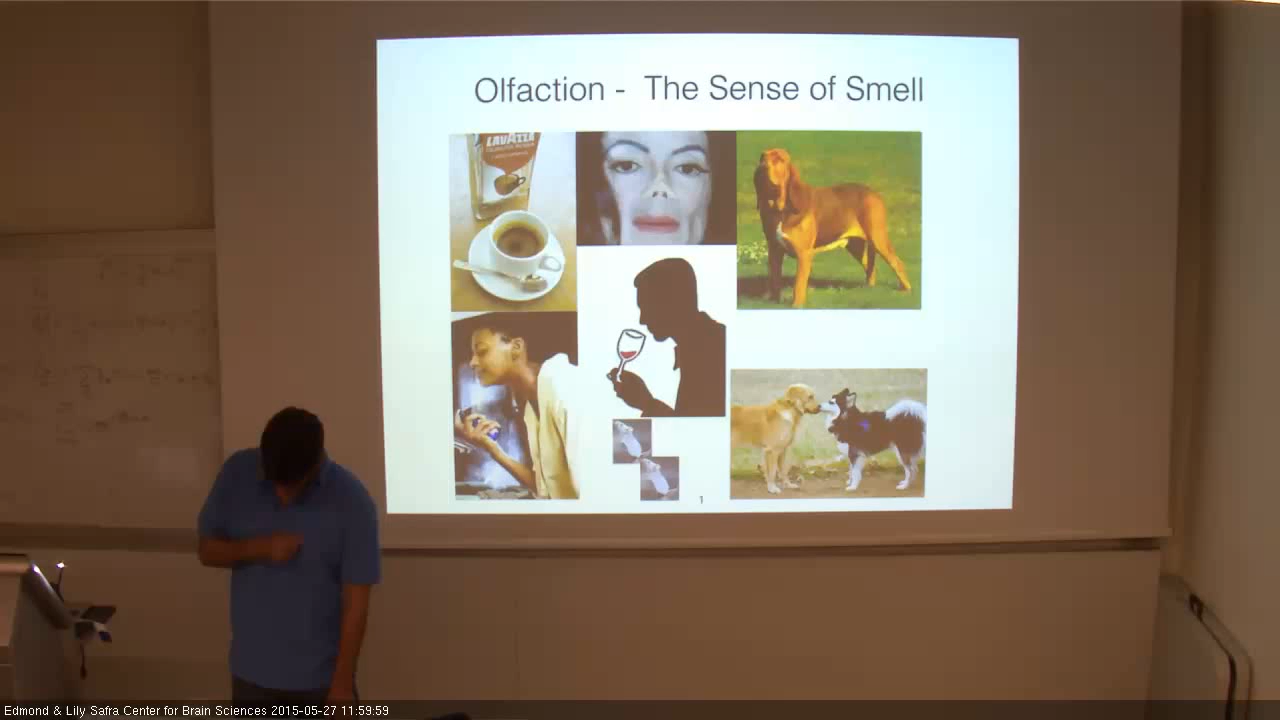 Olfaction - The Sense of Smell
LAVAZZA
1
Edmond & Lily Safra Center for Brain Sciences 2015-05-27 11:59:59